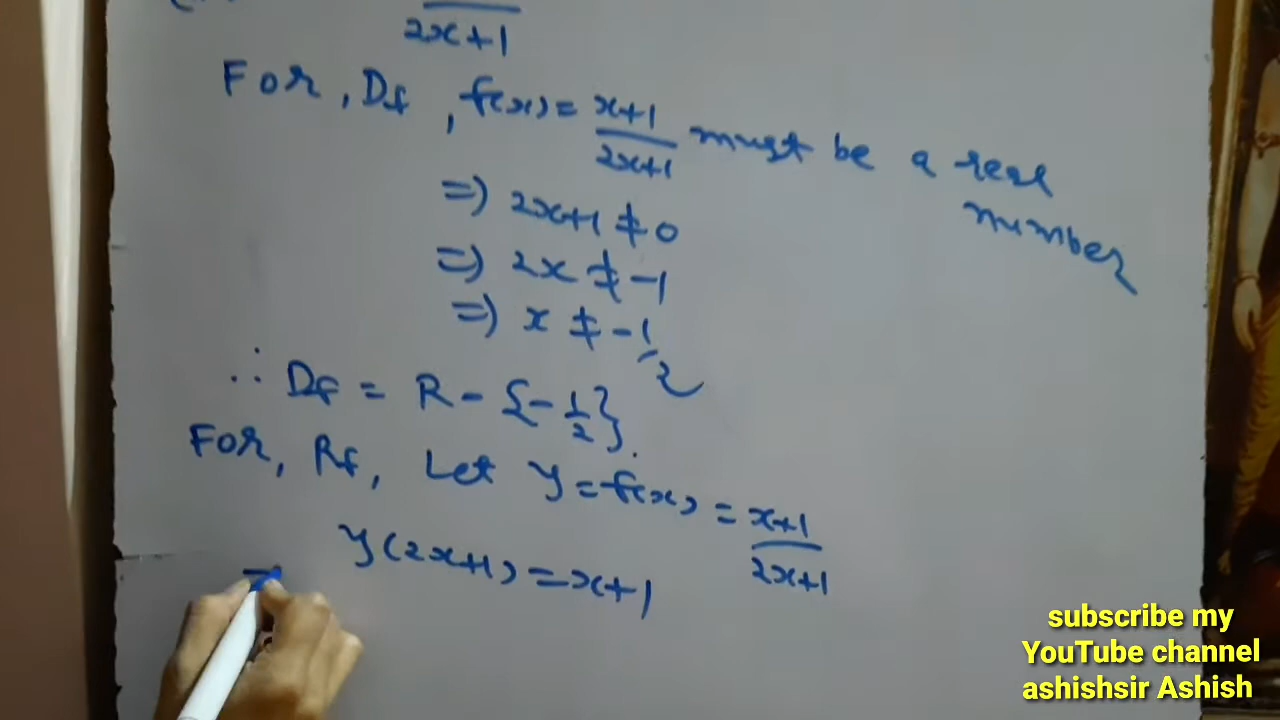 2x+1
For, Df, f(x) = x+1/2x+1 must be a real number
=) 2x+1 ≠ 0
=) 2x ≠ -1
=) x ≠ -1/2
∴ Df = R - {-1/2}.
For, Rf, Let y = f(x) = x+1/2x+1
y(2x+1) = x+1
subscribe my
YouTube channel
ashishsir Ashish